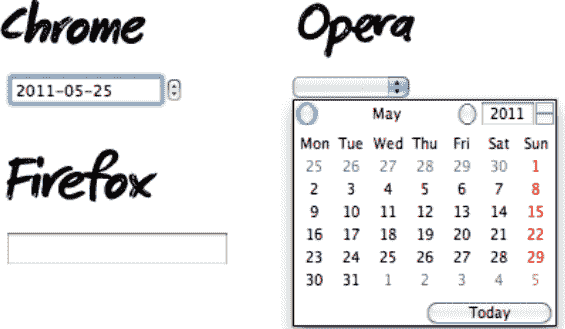 Chrome
2011-05-25
Firefox
Opera
May 2011
Mon Tue Wed Thu Fri Sat Sun
25 26 27 28 29 30 1
2 3 4 5 6 7 8
9 10 11 12 13 14 15
16 17 18 19 20 21 22
23 24 25 26 27 28 29
30 31 1 2 3 4 5
Today